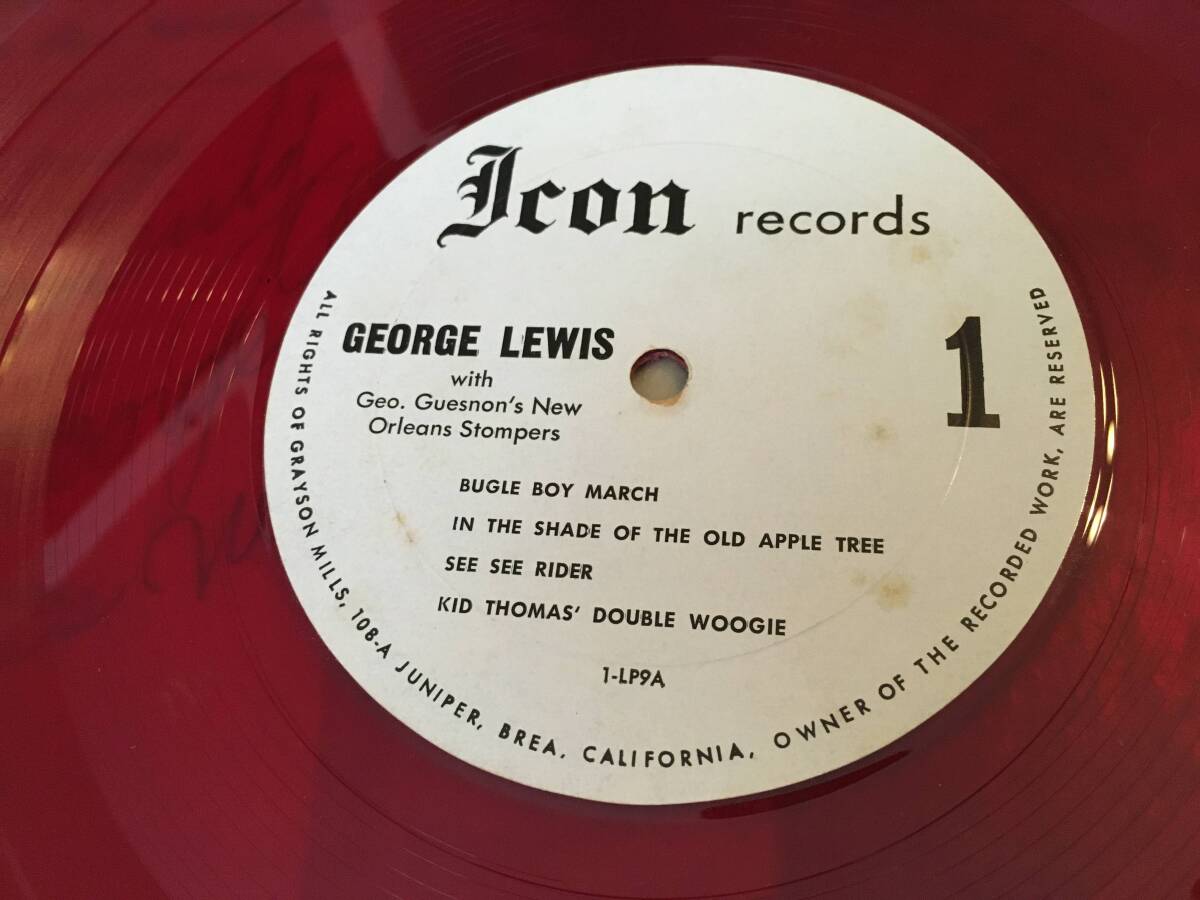 Icon records
GEORGE LEWIS
with
Geo. Guesnon's New
Orleans Stompers
1
BUGLE BOY MARCH
IN THE SHADE OF THE OLD APPLE TREE
SEE SEE RIDER
KID THOMAS' DOUBLE WOOGIE
1-LP9A
ALL RIGHTS OF GRAYSON MILLS, 108-A JUNIPER, BREA, CALIFORNIA, OWNER OF THE RECORDED WORK, ARE RESERVED